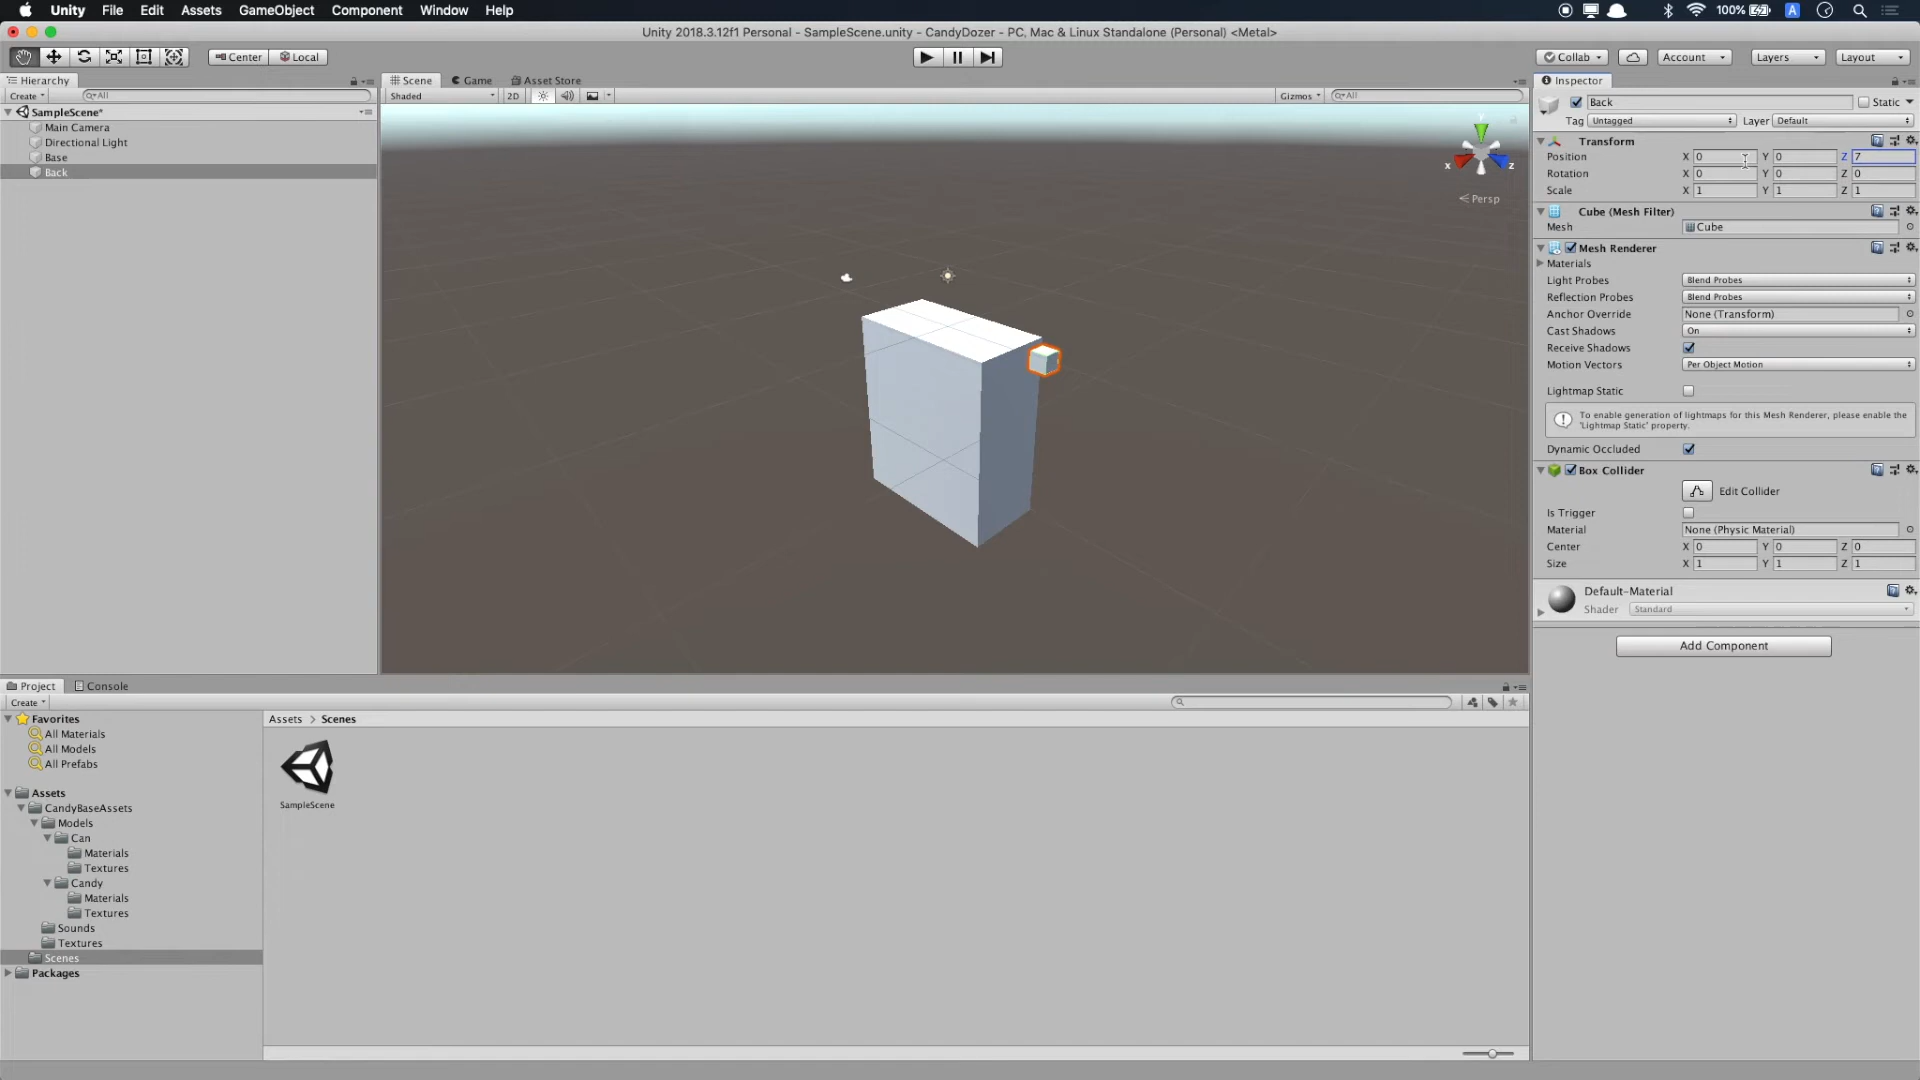 Unity File Edit Assets GameObject Component Window Help 100% A
Unity 2018.3.12f1 Personal - SampleScene.unity - CandyDozer - PC, Mac & Linux Standalone (Personal) <Metal>
Center Local Collab Account Layers Layout
Hierarchy
Create All
SampleScene*
Main Camera
Directional Light
Base
Back
Scene Game Asset Store
Shaded 2D Gizmos All
x z
Persp
Inspector
Back Static
Tag Untagged Layer Default
Transform
Position X 0 Y 0 Z 7
Rotation X 0 Y 0 Z 0
Scale X 1 Y 1 Z 1
Cube (Mesh Filter)
Mesh Cube
Mesh Renderer
Materials
Light Probes Blend Probes
Reflection Probes Blend Probes
Anchor Override None (Transform)
Cast Shadows On
Receive Shadows
Motion Vectors Per Object Motion
Lightmap Static
To enable generation of lightmaps for this Mesh Renderer, please enable the
'Lightmap Static' property.
Dynamic Occluded
Box Collider
Edit Collider
Is Trigger
Material None (Physic Material)
Center X 0 Y 0 Z 0
Size X 1 Y 1 Z 1
Default-Material
Shader Standard
Add Component
Project Console
Create
Favorites
All Materials
All Models
All Prefabs
Assets
CandyBaseAssets
Models
Can
Materials
Textures
Candy
Materials
Textures
Sounds
Textures
Scenes
Packages
Assets > Scenes
SampleScene